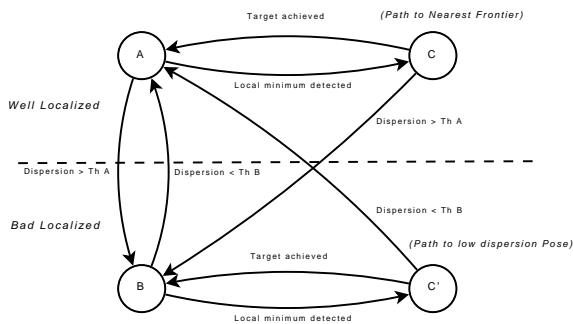 Target achieved
(Path to Nearest Frontier)
A
C
Local minimum detected
Well Localized
Dispersion > Th A
Dispersion > Th A
Dispersion < Th B
Dispersion < Th B
Bad Localized
(Path to low dispersion Pose)
Target achieved
B
C'
Local minimum detected